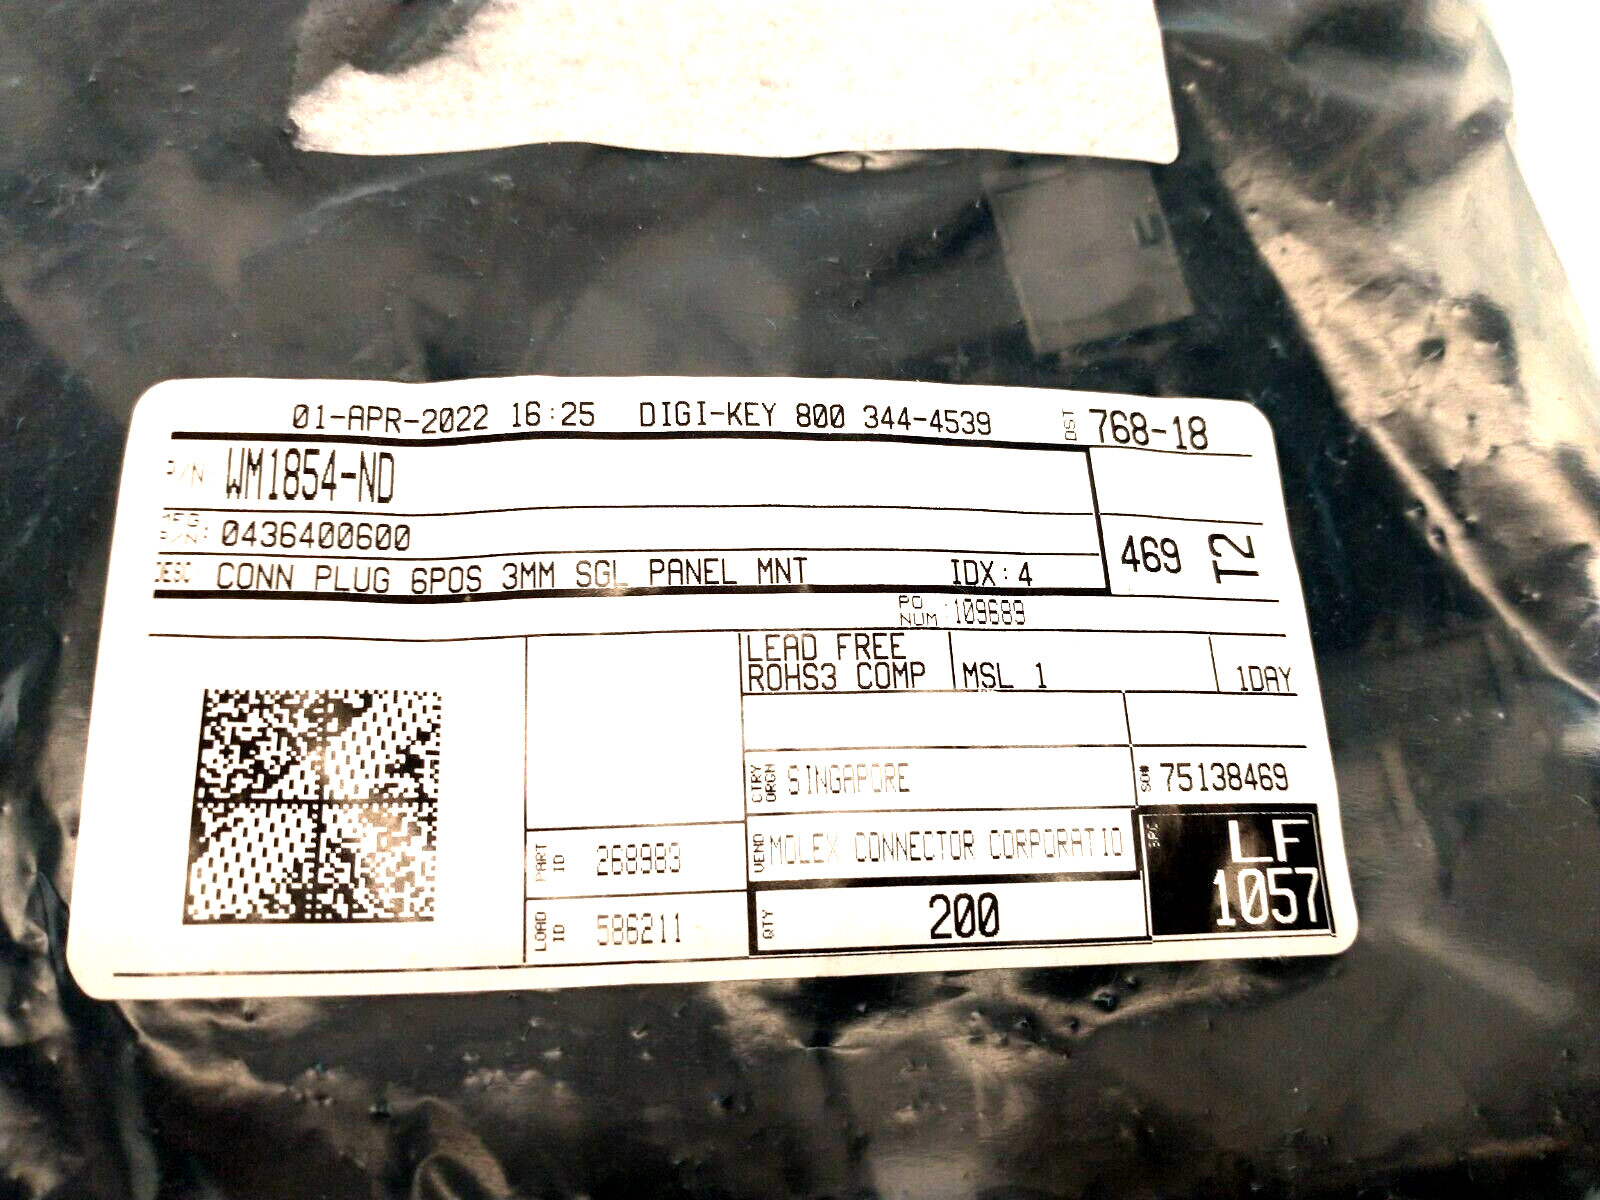 01-APR-2022 16:25 DIGI-KEY 800 344-4539 DST 768-18
P/N: WM1854-ND
MFG P/N: 0436400600
469 T2
DESC: CONN PLUG 6POS 3MM SGL PANEL MNT IDX:4
PO NUM: 109689
LEAD FREE
ROHS3 COMP MSL 1 1DAY
CTRY ORGN SINGAPORE SO# 75138469
PART ID 268983 VEND MOLEX CONNECTOR CORPORATIO
LF
LOAD ID 586211 QTY 200 1057